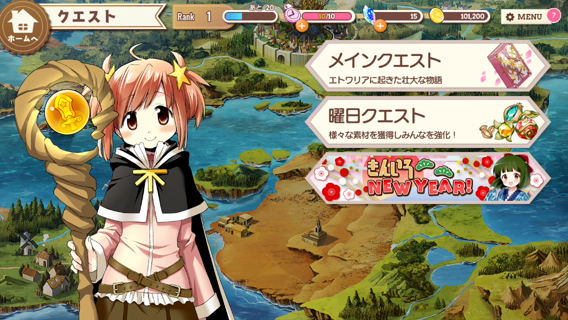 クエスト
Rank 1
あと 20
10/10
15
101,200
MENU
?
ホームへ
メインクエスト
エトワリアに起きた壮大な物語
曜日クエスト
様々な素材を獲得しみんなを強化！
きんいろ
NEW YEAR!